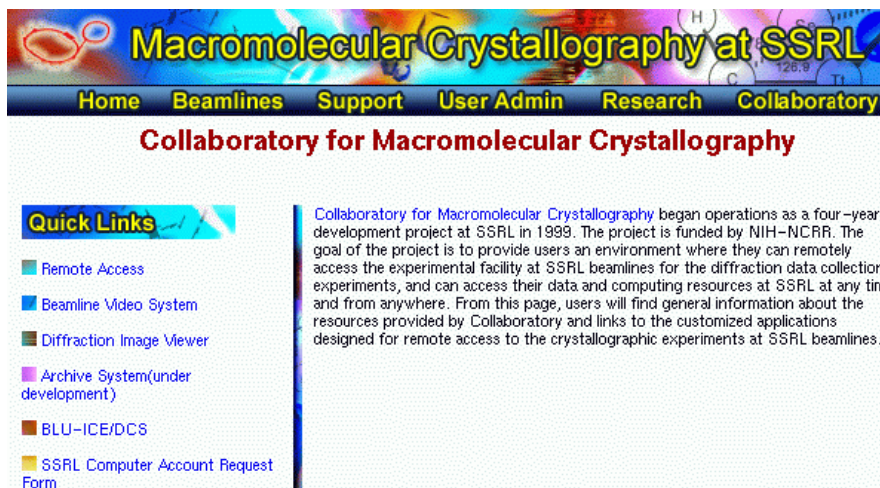 Macromolecular Crystallography at SSRL
H
C
126.9
Home Beamlines Support User Admin Research Collaboratory
Collaboratory for Macromolecular Crystallography
Quick Links
Remote Access
Beamline Video System
Diffraction Image Viewer
Archive System(under
development)
BLU-ICE/DCS
SSRL Computer Account Request
Form
Collaboratory for Macromolecular Crystallography began operations as a four-year
development project at SSRL in 1999. The project is funded by NIH-NCRR. The
goal of the project is to provide users an environment where they can remotely
access the experimental facility at SSRL beamlines for the diffraction data collection
experiments, and can access their data and computing resources at SSRL at any
and from anywhere. From this page, users will find general information about the
resources provided by Collaboratory and links to the customized applications
designed for remote access to the crystallographic experiments at SSRL beamlines.